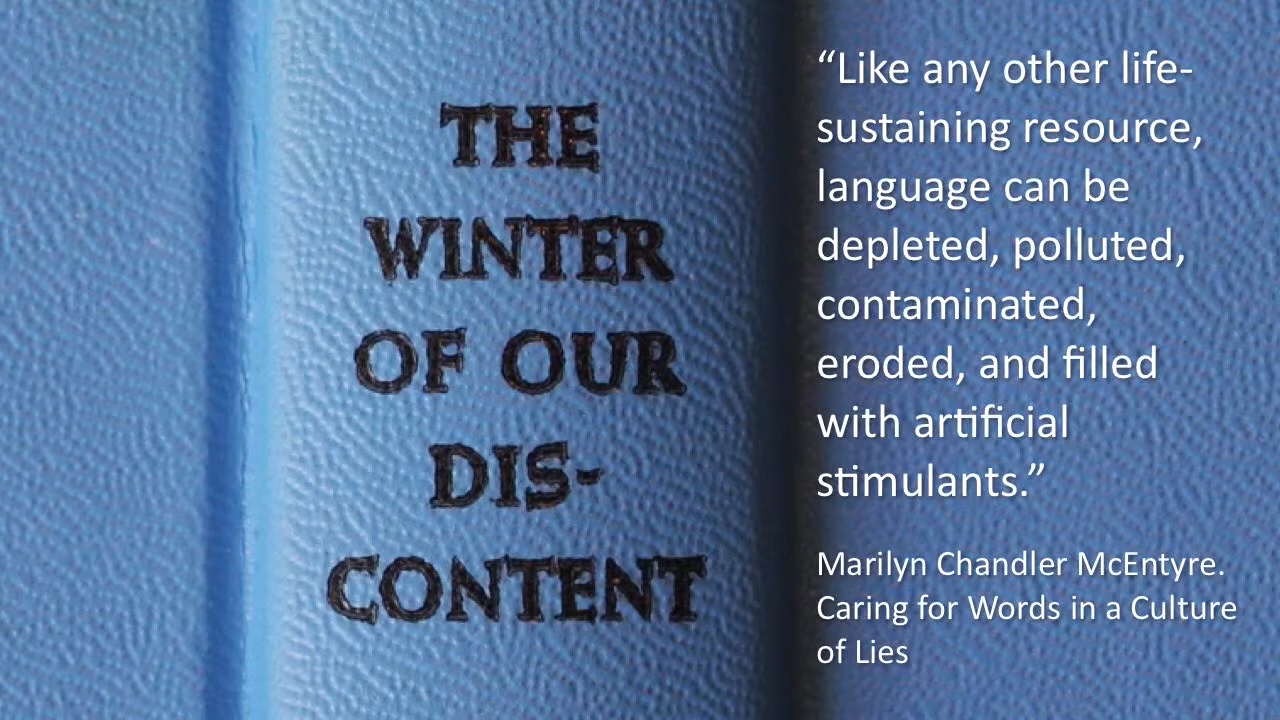 THE
WINTER
OF OUR
DIS-
CONTENT
“Like any other life-
sustaining resource,
language can be
depleted, polluted,
contaminated,
eroded, and filled
with artificial
stimulants.”
Marilyn Chandler McEntyre.
Caring for Words in a Culture
of Lies